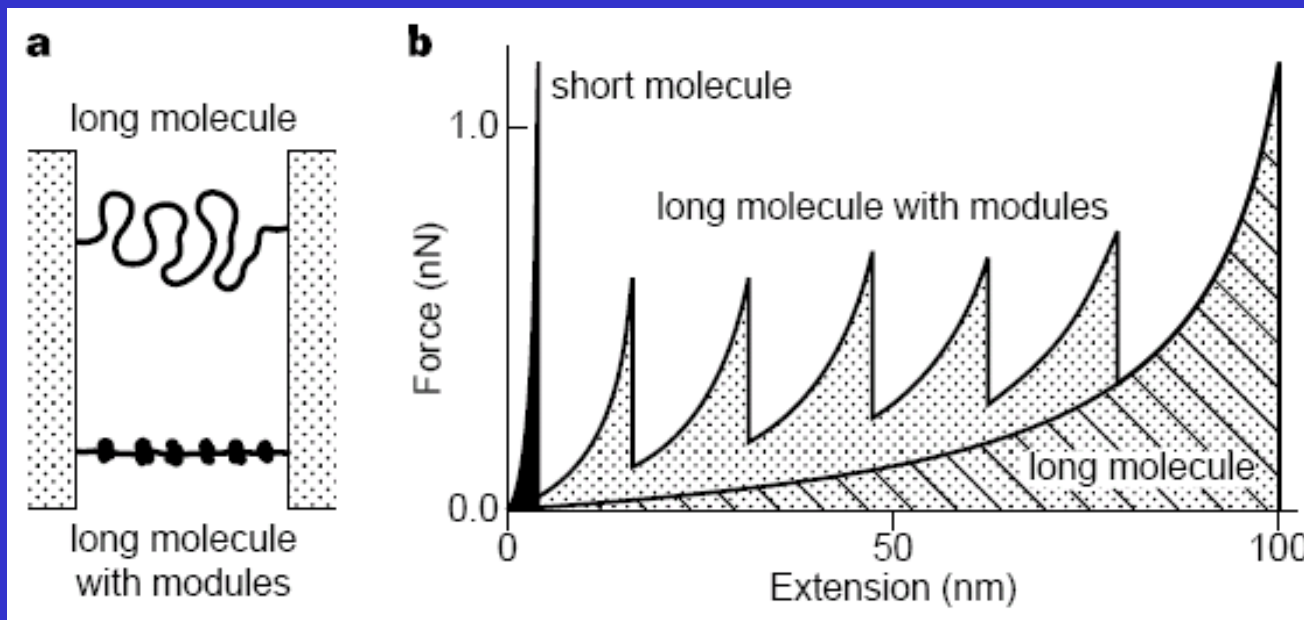 a
long molecule
long molecule
with modules
b
short molecule
1.0
long molecule with modules
Force (nN)
long molecule
0.0
0
50
100
Extension (nm)